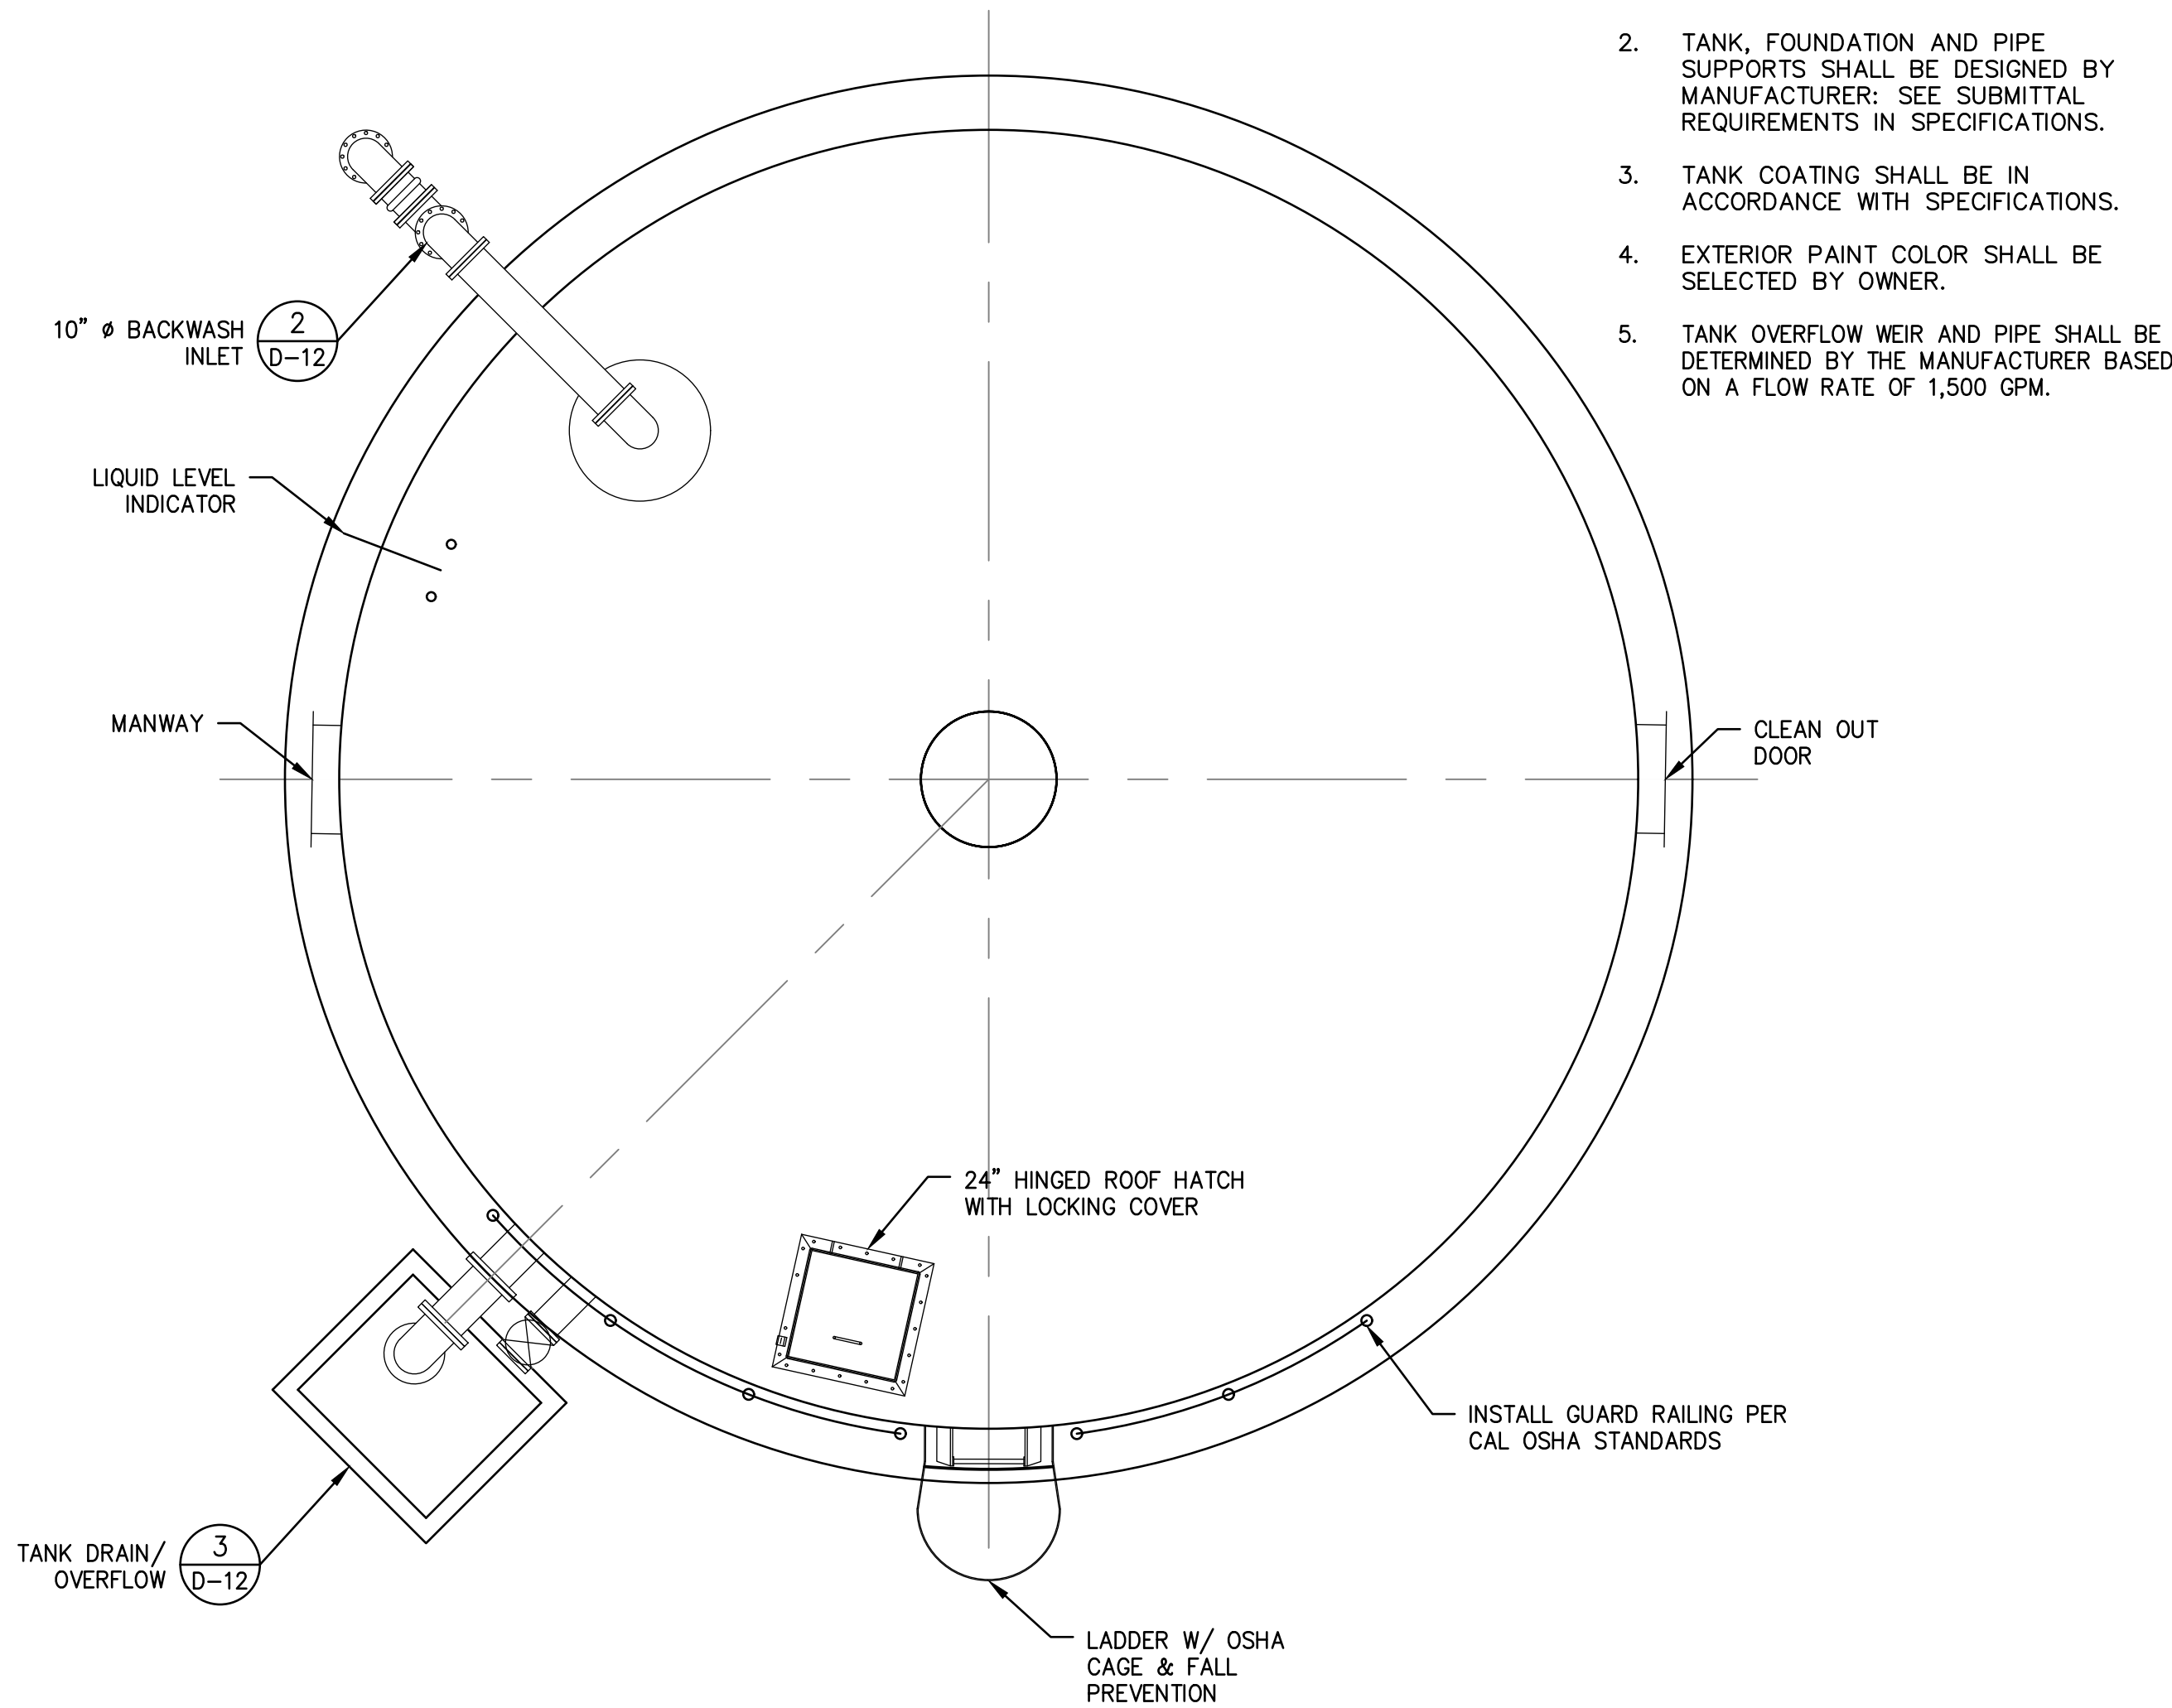 2. TANK, FOUNDATION AND PIPE
SUPPORTS SHALL BE DESIGNED BY
MANUFACTURER: SEE SUBMITTAL
REQUIREMENTS IN SPECIFICATIONS.
3. TANK COATING SHALL BE IN
ACCORDANCE WITH SPECIFICATIONS.
4. EXTERIOR PAINT COLOR SHALL BE
SELECTED BY OWNER.
5. TANK OVERFLOW WEIR AND PIPE SHALL BE
DETERMINED BY THE MANUFACTURER BASED
ON A FLOW RATE OF 1,500 GPM.
10" ø BACKWASH
INLET
2
D-12
LIQUID LEVEL
INDICATOR
MANWAY
CLEAN OUT
DOOR
24" HINGED ROOF HATCH
WITH LOCKING COVER
INSTALL GUARD RAILING PER
CAL OSHA STANDARDS
TANK DRAIN/
OVERFLOW
3
D-12
LADDER W/ OSHA
CAGE & FALL
PREVENTION